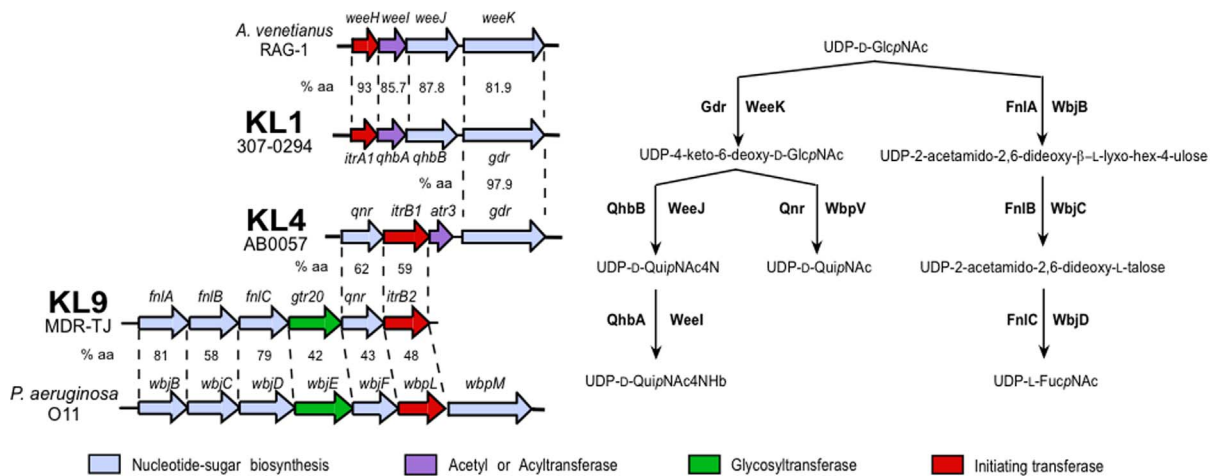 weeH weeI weeJ weeK
A. venetianus
RAG-1
% aa 93 85.7 87.8 81.9
KL1
307-0294
itrA1 qhbA qhbB gdr
% aa 97.9
qnr itrB1 atr3 gdr
KL4
AB0057
% aa 62 59
KL9
MDR-TJ
fnlA fnlB fnlC gtr20 qnr itrB2
% aa 81 58 79 42 43 48
P. aeruginosa
O11
wbjB wbjC wbjD wbjE wbjF wbpL wbpM
UDP-D-GlcpNAc
Gdr WeeK FnlA WbjB
UDP-4-keto-6-deoxy-D-GlcpNAc UDP-2-acetamido-2,6-dideoxy-β–L-lyxo-hex-4-ulose
QhbB WeeJ Qnr WbpV FnlB WbjC
UDP-D-QuipNAc4N UDP-D-QuipNAc UDP-2-acetamido-2,6-dideoxy-L-talose
QhbA WeeI FnlC WbjD
UDP-D-QuipNAc4NHb UDP-L-FucpNAc
Nucleotide-sugar biosynthesis Acetyl or Acyltransferase Glycosyltransferase Initiating transferase